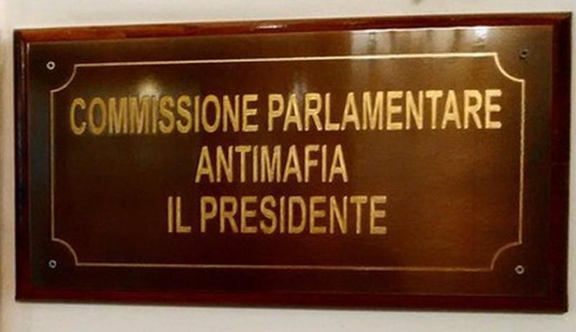 COMMISSIONE PARLAMENTARE
ANTIMAFIA
IL PRESIDENTE